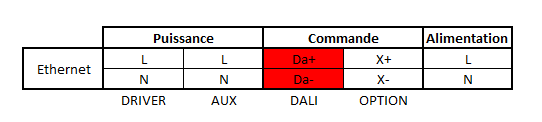 Puissance Commande Alimentation
Ethernet
L L Da+ X+ L
N N Da- X- N
DRIVER AUX DALI OPTION